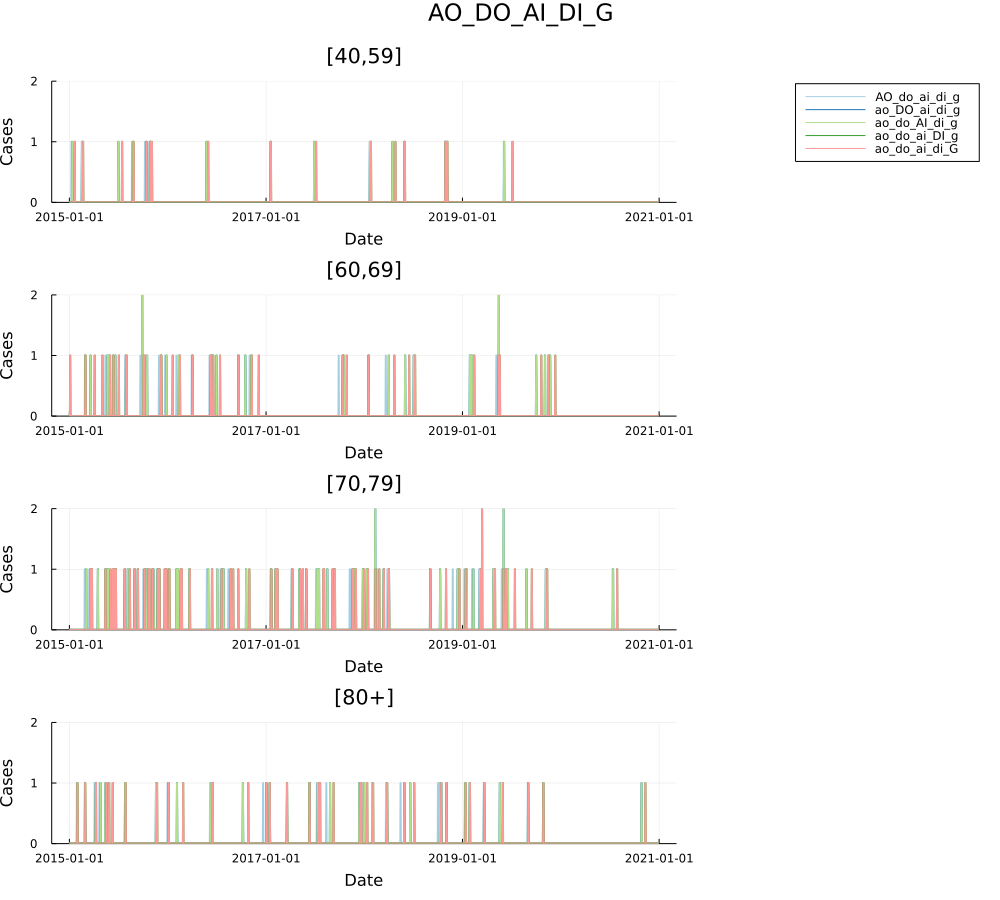 AO_DO_AI_DI_G
[40,59]
2
1
0
Cases
2015-01-01 2017-01-01 2019-01-01 2021-01-01
Date
AO_do_ai_di_g
ao_DO_ai_di_g
ao_do_AI_di_g
ao_do_ai_DI_g
ao_do_ai_di_G
[60,69]
2
1
0
Cases
2015-01-01 2017-01-01 2019-01-01 2021-01-01
Date
[70,79]
2
1
0
Cases
2015-01-01 2017-01-01 2019-01-01 2021-01-01
Date
[80+]
2
1
0
Cases
2015-01-01 2017-01-01 2019-01-01 2021-01-01
Date